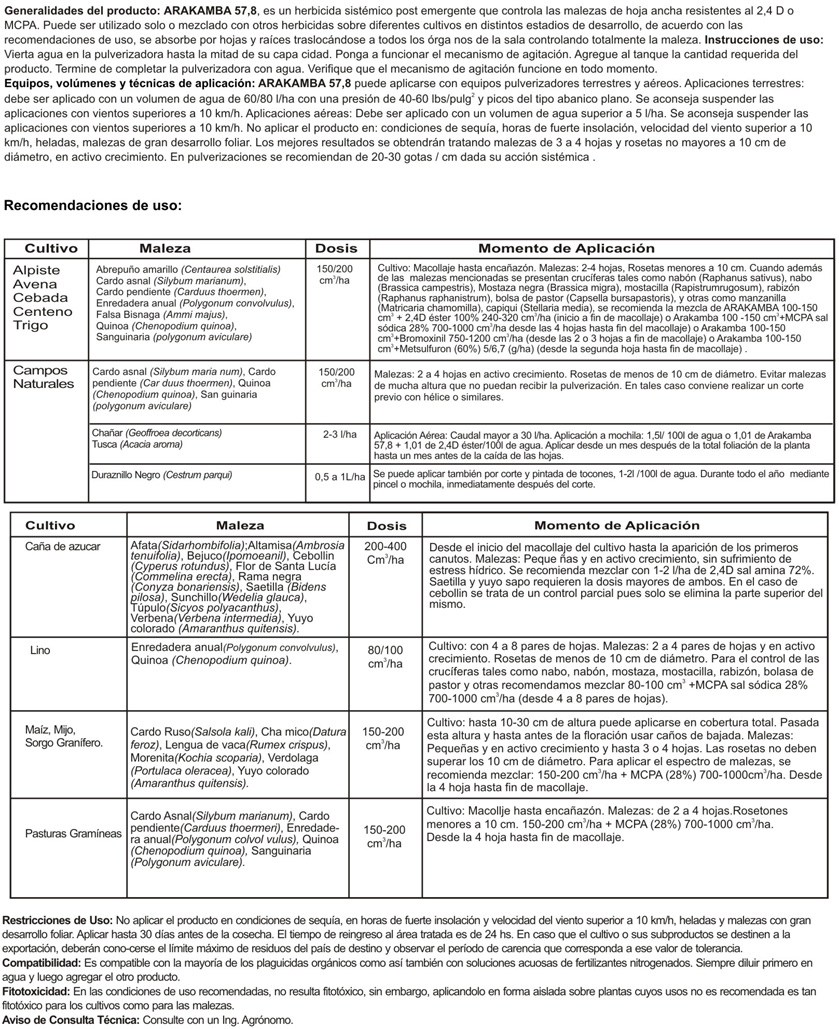 Generalidades del producto: ARAKAMBA 57,8, es un herbicida sistémico post emergente que controla las malezas de hoja ancha resistentes al 2,4 D o
MCPA. Puede ser utilizado solo o mezclado con otros herbicidas sobre diferentes cultivos en distintos estadios de desarrollo, de acuerdo con las
recomendaciones de uso, se absorbe por hojas y raíces traslocándose a todos los órga nos de la sala controlando totalmente la maleza. Instrucciones de uso:
Vierta agua en la pulverizadora hasta la mitad de su capa cidad. Ponga a funcionar el mecanismo de agitación. Agregue al tanque la cantidad requerida del
producto. Termine de completar la pulverizadora con agua. Verifique que el mecanismo de agitación funcione en todo momento.
Equipos, volúmenes y técnicas de aplicación: ARAKAMBA 57,8 puede aplicarse con equipos pulverizadores terrestres y aéreos. Aplicaciones terrestres:
debe ser aplicado con un volumen de agua de 60/80 l/ha con una presión de 40-60 lbs/pulg² y picos del tipo abanico plano. Se aconseja suspender las
aplicaciones con vientos superiores a 10 km/h. Aplicaciones aéreas: Debe ser aplicado con un volumen de agua superior a 5 l/ha. Se aconseja suspender las
aplicaciones con vientos superiores a 10 km/h. No aplicar el producto en: condiciones de sequía, horas de fuerte insolación, velocidad del viento superior a 10
km/h, heladas, malezas de gran desarrollo foliar. Los mejores resultados se obtendrán tratando malezas de 3 a 4 hojas y rosetas no mayores a 10 cm de
diámetro, en activo crecimiento. En pulverizaciones se recomiendan de 20-30 gotas / cm dada su acción sistémica .
Recomendaciones de uso:
Cultivo Maleza Dosis Momento de Aplicación
Alpiste
Avena
Cebada
Centeno
Trigo
Abrepuño amarillo (Centaurea solstitialis)
Cardo asnal (Silybum marianum),
Cardo pendiente (Carduus thoermen),
Enredadera anual (Polygonum convolvulus),
Falsa Bisnaga (Ammi majus),
Quinoa (Chenopodium quinoa),
Sanguinaria (polygonum aviculare)
150/200
cm³/ha
Cultivo: Macollaje hasta encañazón. Malezas: 2-4 hojas, Rosetas menores a 10 cm. Cuando además
de las malezas mencionadas se presentan crucíferas tales como nabón (Raphanus sativus), nabo
(Brassica campestris), Mostaza negra (Brassica migra), mostacilla (Rapistrumrugosum), rabizón
(Raphanus raphanistrum), bolsa de pastor (Capsella bursapastoris), y otras como manzanilla
(Matricaria chamomilla), capiqui (Stellaria media), se recomienda la mezcla de ARAKAMBA 100-150
cm³ + 2,4D éster 100% 240-320 cm³/ha (inicio a fin de macollaje) o Arakamba 100 -150 cm³+MCPA sal
sódica 28% 700-1000 cm³/ha desde las 4 hojas hasta fin del macollaje) o Arakamba 100-150
cm³+Bromoxinil 750-1200 cm³/ha (desde las 2 o 3 hojas a fin de macollaje) o Arakamba 100-150
cm³+Metsulfuron (60%) 5/6,7 (g/ha) (desde la segunda hoja hasta fin de macollaje) .
Campos
Naturales
Cardo asnal (Silybum maria num), Cardo
pendiente (Car duus thoermen), Quinoa
(Chenopodium quinoa), San guinaria
(polygonum aviculare)
150/200
cm³/ha
Malezas: 2 a 4 hojas en activo crecimiento. Rosetas de menos de 10 cm de diámetro. Evitar malezas
de mucha altura que no puedan recibir la pulverización. En tales caso conviene realizar un corte
previo con hélice o similares.
Chañar (Geoffroea decorticans)
Tusca (Acacia aroma)
2-3 l/ha
Aplicación Aérea: Caudal mayor a 30 l/ha. Aplicación a mochila: 1,5l/ 100l de agua o 1,01 de Arakamba
57,8 + 1,01 de 2,4D éster/100l de agua. Aplicar desde un mes después de la total foliación de la planta
hasta un mes antes de la caída de las hojas.
Duraznillo Negro (Cestrum parqui)
0,5 a 1L/ha
Se puede aplicar también por corte y pintada de tocones, 1-2l /100l de agua. Durante todo el año mediante
pincel o mochila, inmediatamente después del corte.
Cultivo Maleza Dosis Momento de Aplicación
Caña de azucar
Afata(Sidarhombifolia);Altamisa(Ambrosia
tenuifolia), Bejuco(Ipomoeanil), Cebollin
(Cyperus rotundus), Flor de Santa Lucía
(Commelina erecta), Rama negra
(Conyza bonariensis), Saetilla (Bidens
pilosa), Sunchillo(Wedelia glauca),
Túpulo(Sicyos polyacanthus),
Verbena(Verbena intermedia), Yuyo
colorado (Amaranthus quitensis).
200-400
Cm³/ha
Desde el inicio del macollaje del cultivo hasta la aparición de los primeros
canutos. Malezas: Peque ñas y en activo crecimiento, sin sufrimiento de
estress hídrico. Se recomienda mezclar con 1-2 l/ha de 2,4D sal amina 72%.
Saetilla y yuyo sapo requieren la dosis mayores de ambos. En el caso de
cebollin se trata de un control parcial pues solo se elimina la parte superior del
mismo.
Lino
Enredadera anual(Polygonum convolvulus),
Quinoa (Chenopodium quinoa).
80/100
cm³/ha
Cultivo: con 4 a 8 pares de hojas. Malezas: 2 a 4 pares de hojas y en activo
crecimiento. Rosetas de menos de 10 cm de diámetro. Para el control de las
crucíferas tales como nabo, nabón, mostaza, mostacilla, rabizón, bolasa de
pastor y otras recomendamos mezclar 80-100 cm³ +MCPA sal sódica 28%
700-1000 cm³/ha (desde 4 a 8 pares de hojas).
Maíz, Mijo,
Sorgo Granífero.
Cardo Ruso(Salsola kali), Cha mico(Datura
feroz), Lengua de vaca(Rumex crispus),
Morenita(Kochia scoparia), Verdolaga
(Portulaca oleracea), Yuyo colorado
(Amaranthus quitensis).
150-200
cm³/ha
Cultivo: hasta 10-30 cm de altura puede aplicarse en cobertura total. Pasada
esta altura y hasta antes de la floración usar caños de bajada. Malezas:
Pequeñas y en activo crecimiento y hasta 3 o 4 hojas. Las rosetas no deben
superar los 10 cm de diámetro. Para aplicar el espectro de malezas, se
recomienda mezclar: 150-200 cm³/ha + MCPA (28%) 700-1000cm³/ha. Desde
la 4 hoja hasta fin de macollaje.
Pasturas Gramíneas
Cardo Asnal(Silybum marianum), Cardo
pendiente(Carduus thoermeri), Enredade-
ra anual(Polygonum colvol vulus), Quinoa
(Chenopodium quinoa), Sanguinaria
(Polygonum aviculare).
150-200
cm³/ha
Cultivo: Macollje hasta encañazón. Malezas: de 2 a 4 hojas.Rosetones
menores a 10 cm. 150-200 cm³/ha + MCPA (28%) 700-1000 cm³/ha.
Desde la 4 hoja hasta fin de macollaje.
Restricciones de Uso: No aplicar el producto en condiciones de sequía, en horas de fuerte insolación y velocidad del viento superior a 10 km/h, heladas y malezas con gran
desarrollo foliar. Aplicar hasta 30 días antes de la cosecha. El tiempo de reingreso al área tratada es de 24 hs. En caso que el cultivo o sus subproductos se destinen a la
exportación, deberán cono-cerse el límite máximo de residuos del país de destino y observar el período de carencia que corresponda a ese valor de tolerancia.
Compatibilidad: Es compatible con la mayoría de los plaguicidas orgánicos como así también con soluciones acuosas de fertilizantes nitrogenados. Siempre diluir primero en
agua y luego agregar el otro producto.
Fitotoxicidad: En las condiciones de uso recomendadas, no resulta fitotóxico, sin embargo, aplicandolo en forma aislada sobre plantas cuyos usos no es recomendada es tan
fitotóxico para los cultivos como para las malezas.
Aviso de Consulta Técnica: Consulte con un Ing. Agrónomo.